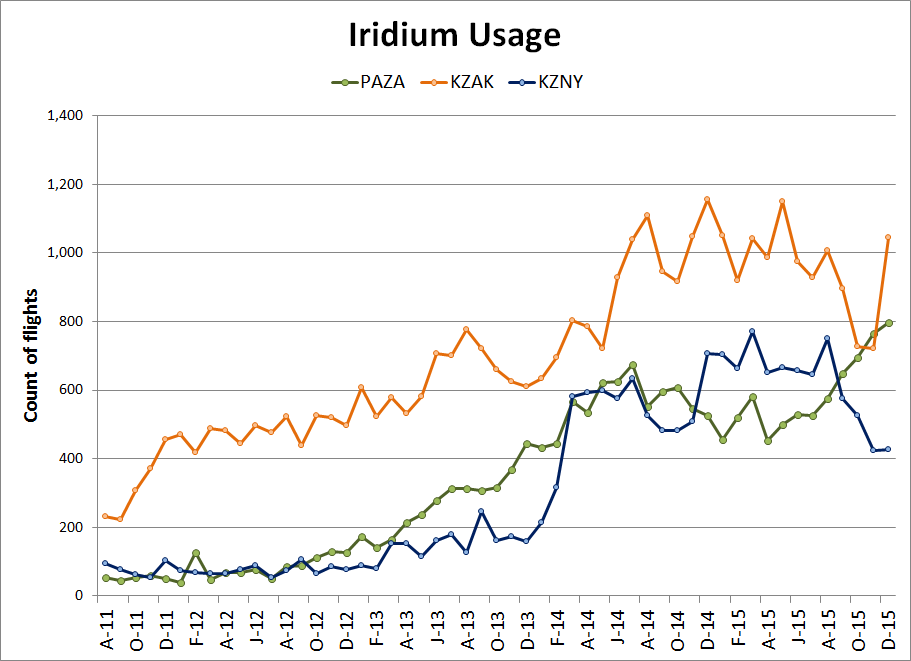 Iridium Usage
PAZA KZAK KZNY
1,400
1,200
1,000
800
600
400
200
0
Count of flights
A-11 O-11 D-11 F-12 A-12 J-12 A-12 O-12 D-12 F-13 A-13 J-13 A-13 O-13 D-13 F-14 A-14 J-14 A-14 O-14 D-14 F-15 A-15 J-15 A-15 O-15 D-15